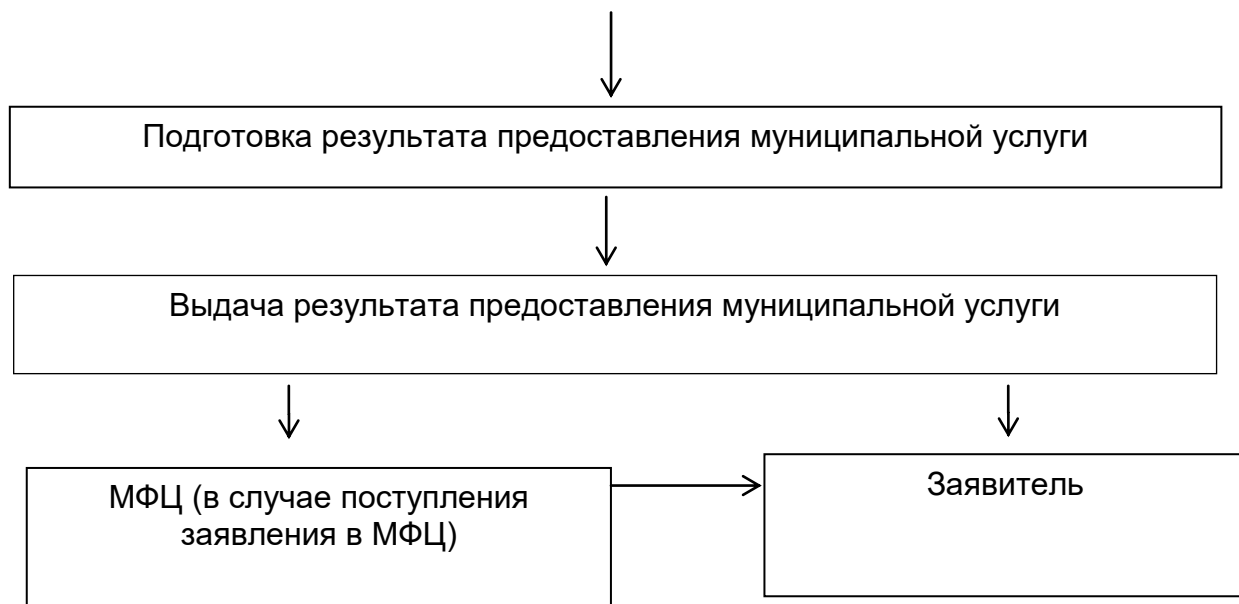 Подготовка результата предоставления муниципальной услуги
Выдача результата предоставления муниципальной услуги
МФЦ (в случае поступления
заявления в МФЦ)
Заявитель